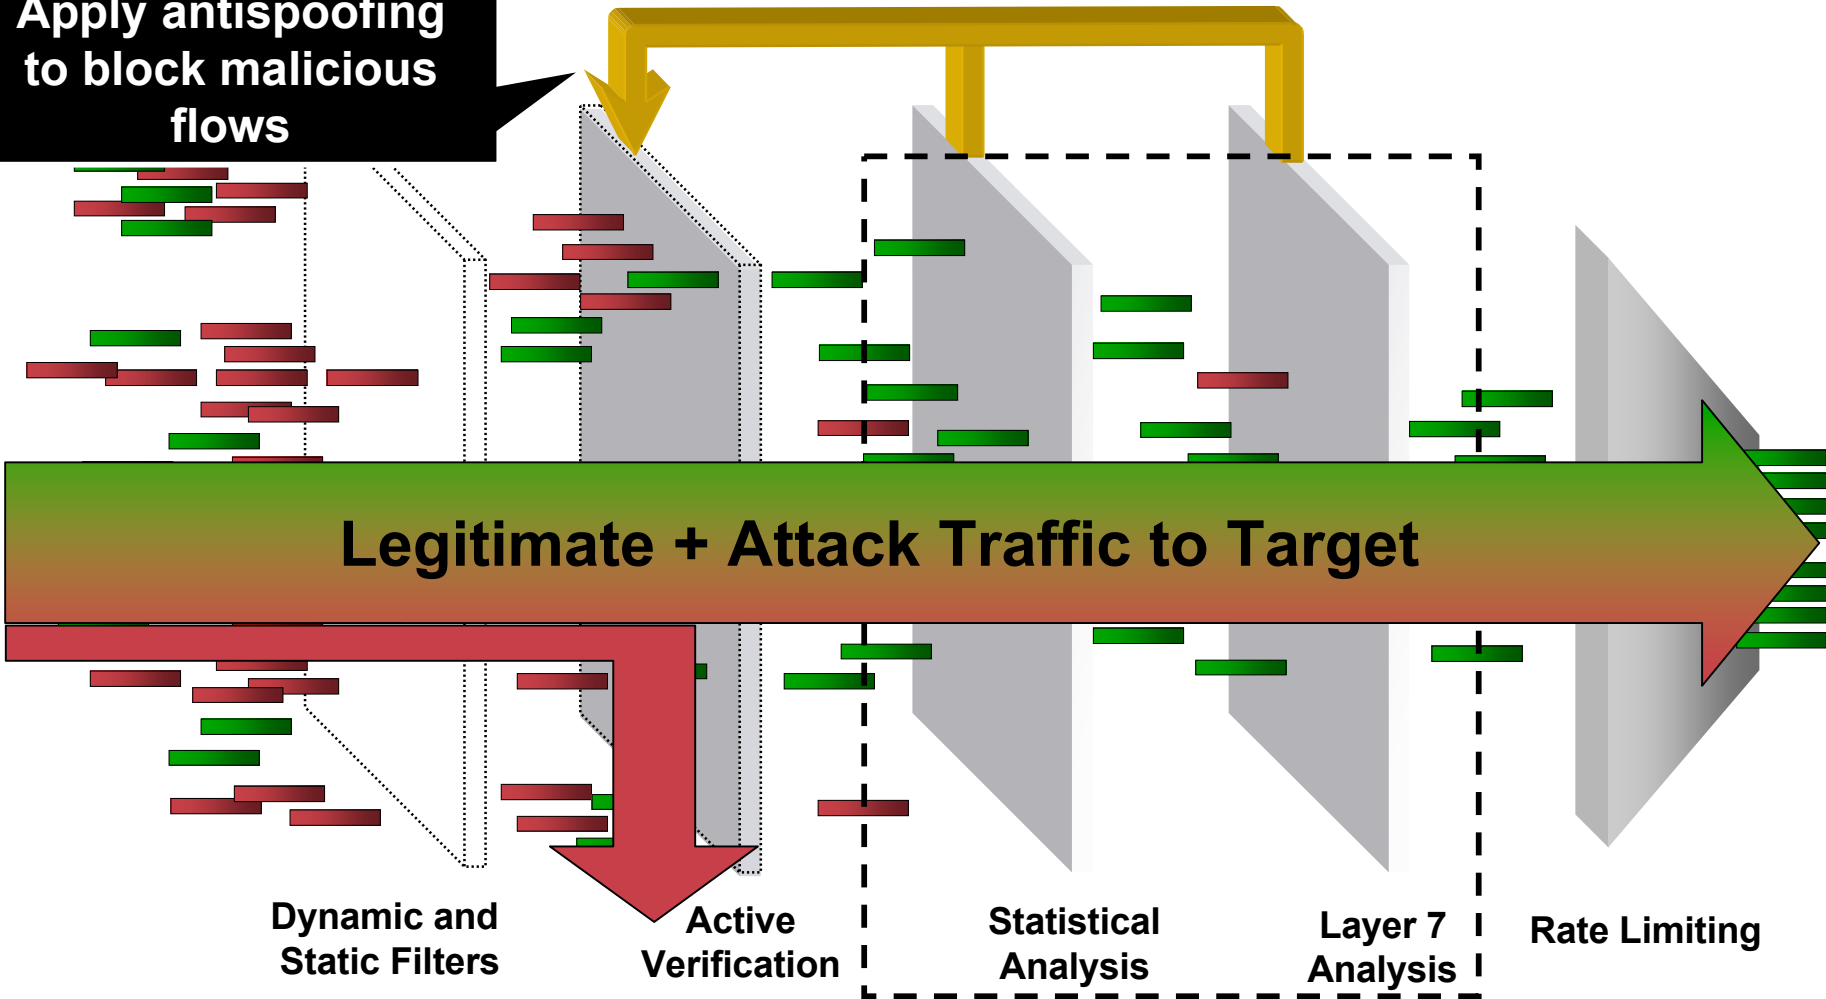 Apply antispoofing
to block malicious
flows
Legitimate + Attack Traffic to Target
Dynamic and
Static Filters
Active
Verification
Statistical
Analysis
Layer 7
Analysis
Rate Limiting